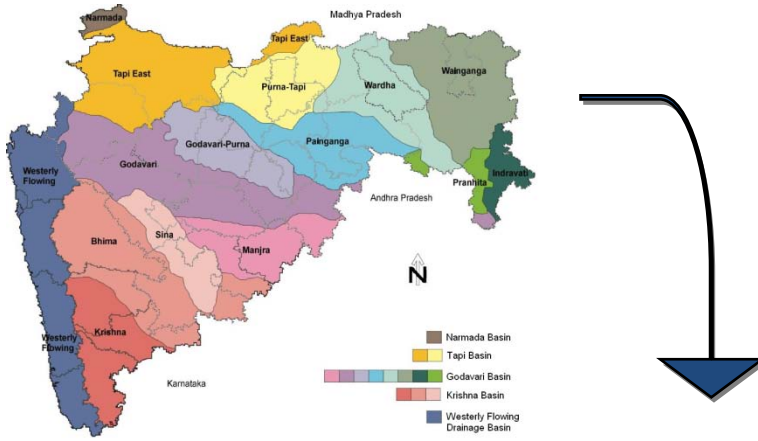 Narmada
Madhya Pradesh
Tapi East
Tapi East
Purna-Tapi
Wardha
Wainganga
Godavari-Purna
Painganga
Godavari
Westerly
Flowing
Pranhita
Indravati
Andhra Pradesh
Sina
Bhima
Manjra
N
Krishna
Westerly
Flowing
Karnataka
Narmada Basin
Tapi Basin
Godavari Basin
Krishna Basin
Westerly Flowing
Drainage Basin